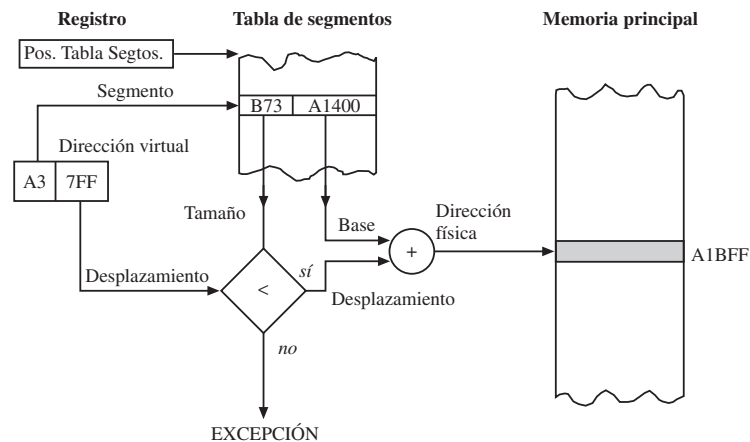 Registro
Tabla de segmentos
Memoria principal
Pos. Tabla Segtos.
Segmento
B73
A1400
Dirección virtual
A3
7FF
Tamaño
Base
Dirección
física
+
A1BFF
Desplazamiento
<
sí
Desplazamiento
no
EXCEPCIÓN